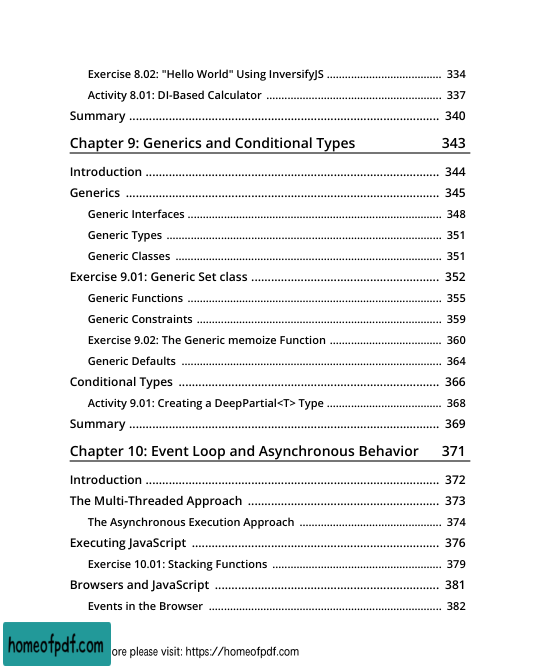 Exercise 8.02: "Hello World" Using InversifyJS ...................................... 334
Activity 8.01: DI-Based Calculator .......................................................... 337
Summary ...................................................................................... 340
Chapter 9: Generics and Conditional Types 343
Introduction ................................................................................. 344
Generics ...................................................................................... 345
Generic Interfaces .................................................................................... 348
Generic Types ........................................................................................... 351
Generic Classes ........................................................................................ 351
Exercise 9.01: Generic Set class ..................................................... 352
Generic Functions ..................................................................................... 355
Generic Constraints .................................................................................. 359
Exercise 9.02: The Generic memoize Function ..................................... 360
Generic Defaults ....................................................................................... 364
Conditional Types ......................................................................... 366
Activity 9.01: Creating a DeepPartial<T> Type ...................................... 368
Summary ...................................................................................... 369
Chapter 10: Event Loop and Asynchronous Behavior 371
Introduction ................................................................................. 372
The Multi-Threaded Approach ...................................................... 373
The Asynchronous Execution Approach ............................................... 374
Executing JavaScript ...................................................................... 376
Exercise 10.01: Stacking Functions ........................................................ 379
Browsers and JavaScript ................................................................ 381
Events in the Browser .............................................................................. 382
homeofpdf.com
ore please visit: https://homeofpdf.com